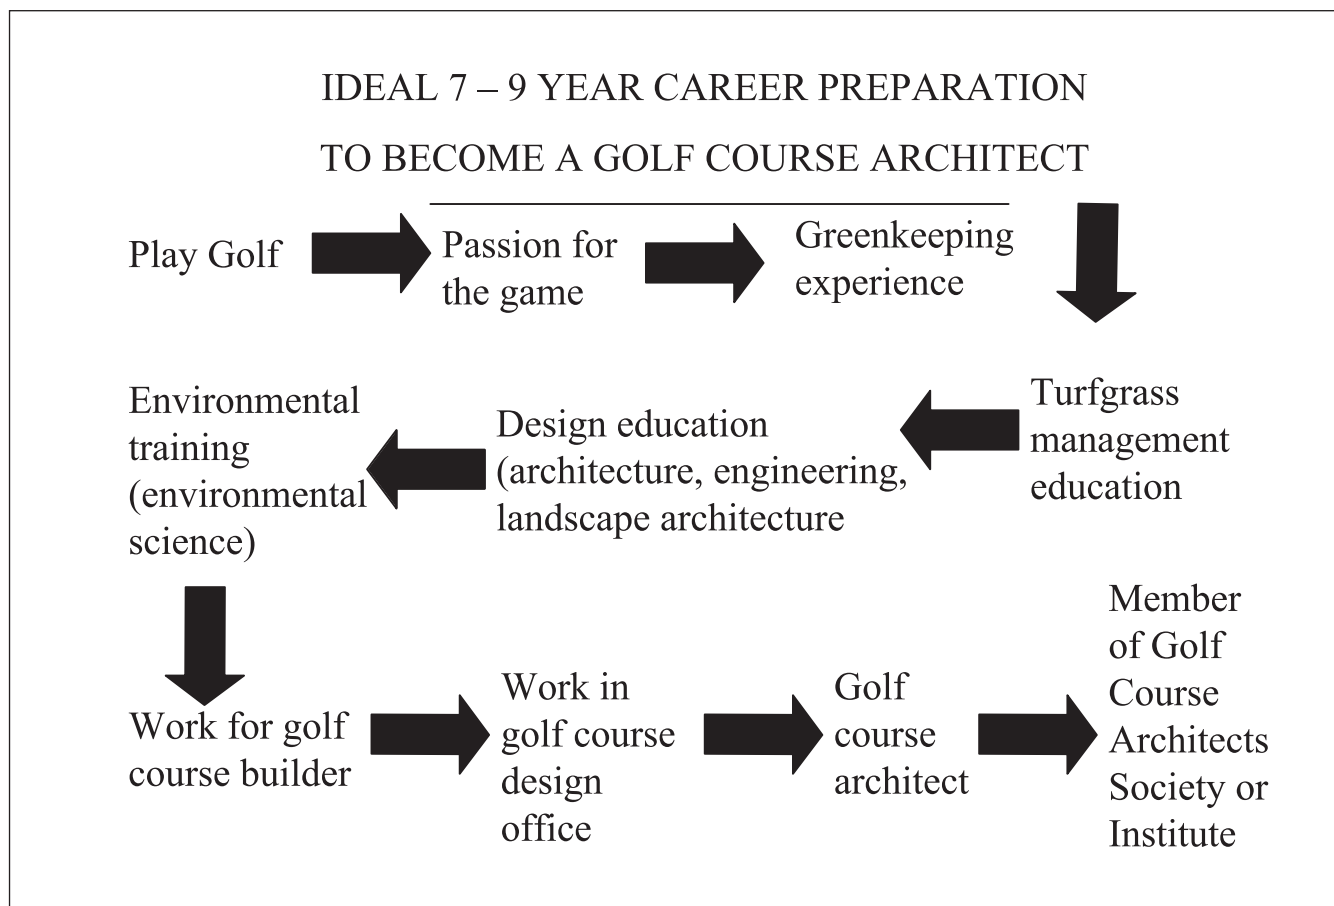 IDEAL 7 – 9 YEAR CAREER PREPARATION
TO BECOME A GOLF COURSE ARCHITECT
Play Golf
Passion for
the game
Greenkeeping
experience
Turfgrass
management
education
Design education
(architecture, engineering,
landscape architecture
Environmental
training
(environmental
science)
Work for golf
course builder
Work in
golf course
design
office
Golf
course
architect
Member
of Golf
Course
Architects
Society or
Institute